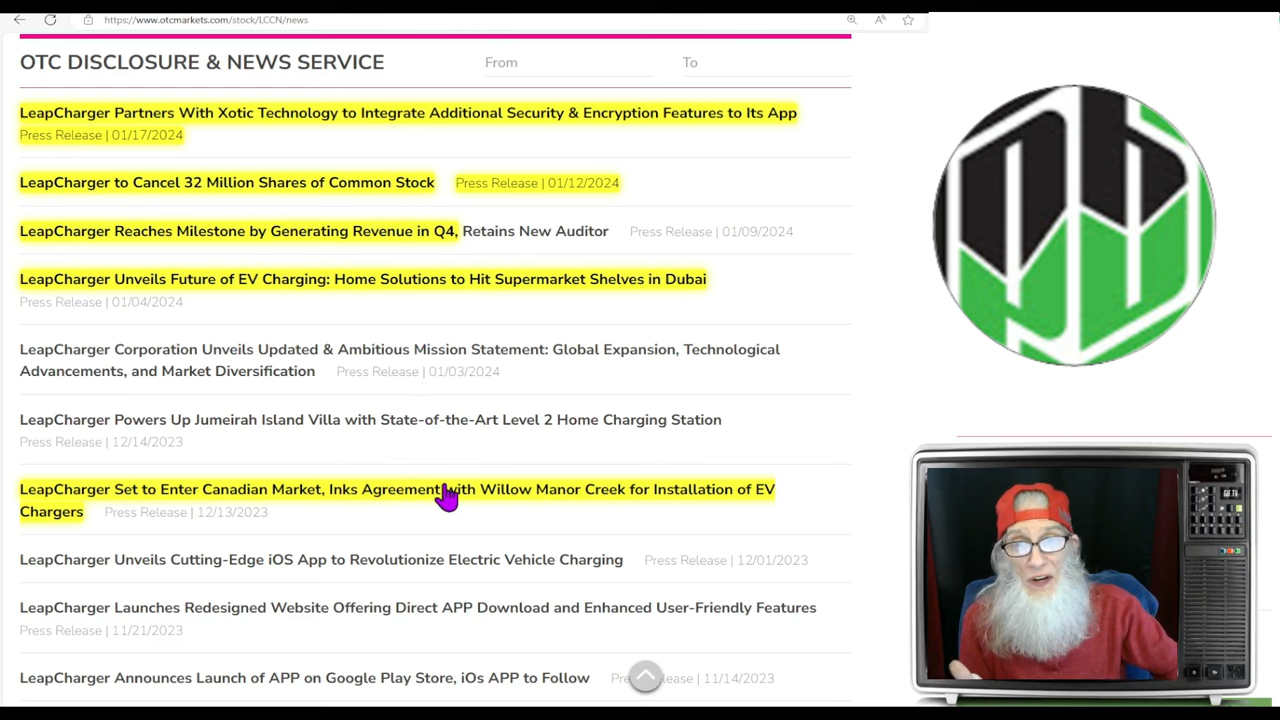 https://www.otcmarkets.com/stock/LCCN/news
OTC DISCLOSURE & NEWS SERVICE From To
LeapCharger Partners With Xotic Technology to Integrate Additional Security & Encryption Features to Its App
Press Release | 01/17/2024
LeapCharger to Cancel 32 Million Shares of Common Stock Press Release | 01/12/2024
LeapCharger Reaches Milestone by Generating Revenue in Q4, Retains New Auditor Press Release | 01/09/2024
LeapCharger Unveils Future of EV Charging: Home Solutions to Hit Supermarket Shelves in Dubai
Press Release | 01/04/2024
LeapCharger Corporation Unveils Updated & Ambitious Mission Statement: Global Expansion, Technological
Advancements, and Market Diversification Press Release | 01/03/2024
LeapCharger Powers Up Jumeirah Island Villa with State-of-the-Art Level 2 Home Charging Station
Press Release | 12/14/2023
LeapCharger Set to Enter Canadian Market, Inks Agreement with Willow Manor Creek for Installation of EV
Chargers Press Release | 12/13/2023
LeapCharger Unveils Cutting-Edge iOS App to Revolutionize Electric Vehicle Charging Press Release | 12/01/2023
LeapCharger Launches Redesigned Website Offering Direct APP Download and Enhanced User-Friendly Features
Press Release | 11/21/2023
LeapCharger Announces Launch of APP on Google Play Store, iOs APP to Follow | 11/14/2023
GIF.TV